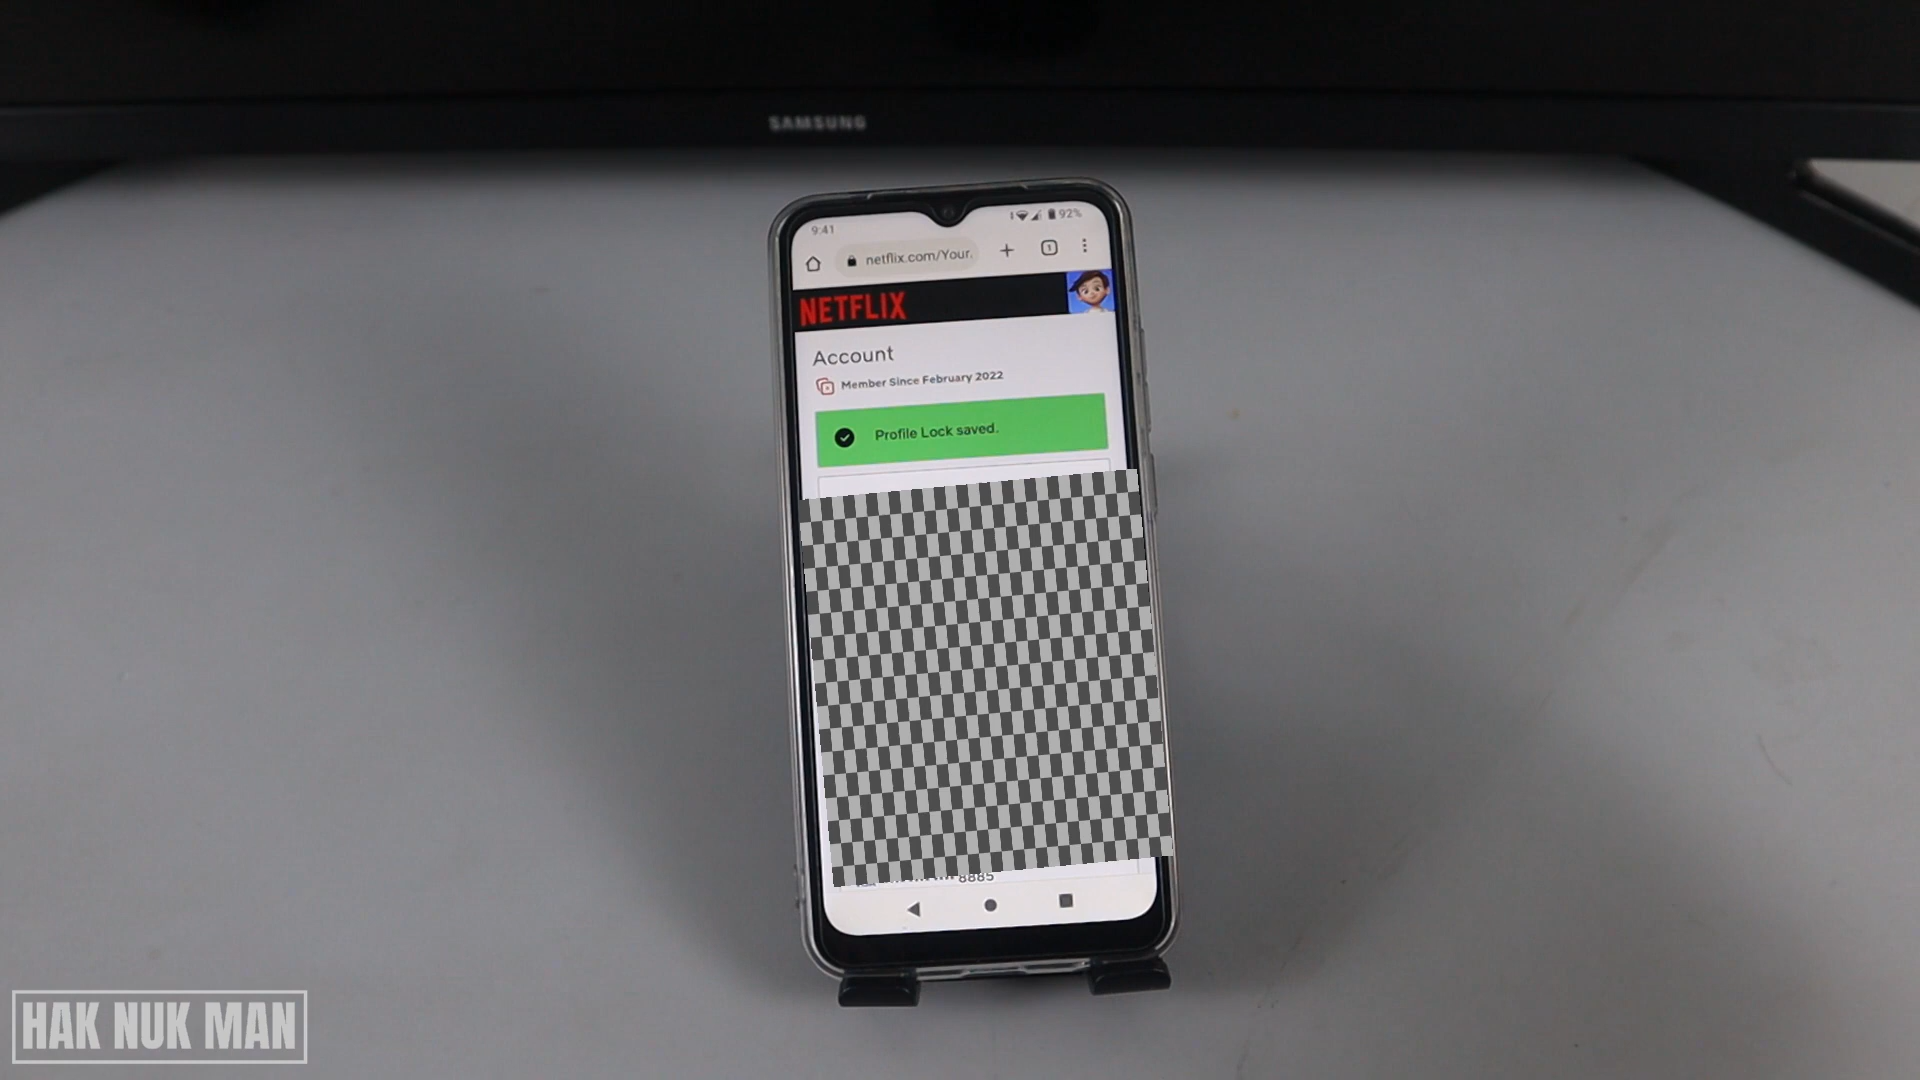 SAMSUNG
9:41
92%
netflix.com/Your
1
NETFLIX
Account
Member Since February 2022
Profile Lock saved.
8885
HAK NUK MAN